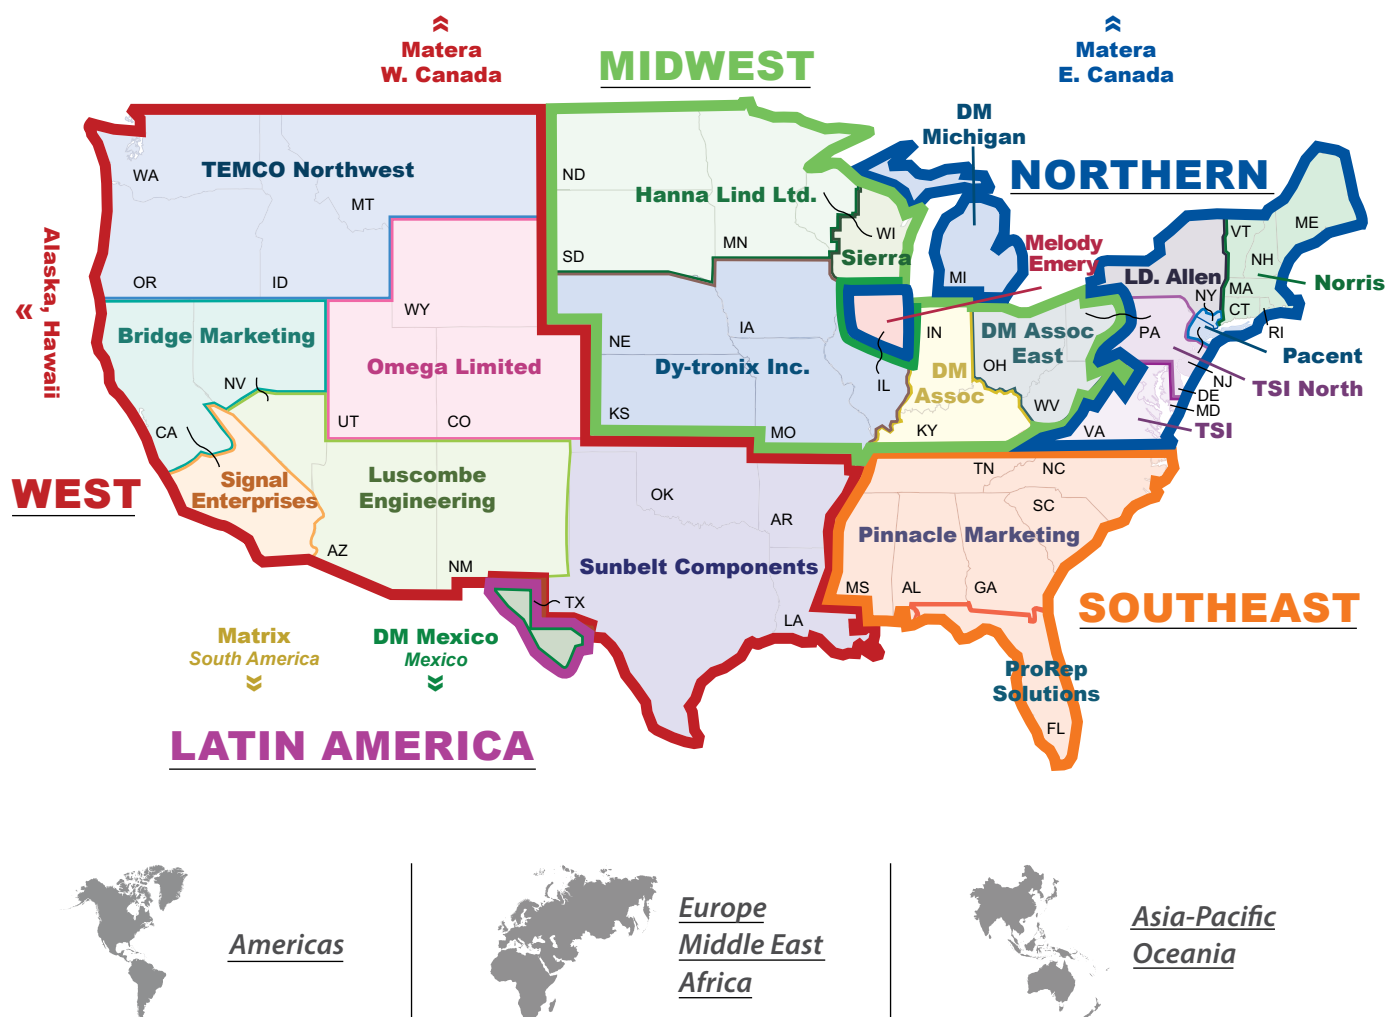 Matera
W. Canada
Matera
E. Canada
MIDWEST
DM
Michigan
NORTHERN
TEMCO Northwest
WA
MT
OR
ID
ND
Hanna Lind Ltd.
SD
MN
WI
Sierra
Melody
Emery
MI
LD. Allen
VT
ME
NH
MA
NY
CT
RI
Norris
Alaska, Hawaii
Bridge Marketing
NV
CA
WY
Omega Limited
UT
CO
NE
IA
Dy-tronix Inc.
KS
MO
IL
IN
DM
Assoc
KY
DM Assoc
East
OH
WV
PA
Pacent
TSI North
NJ
DE
MD
VA
TSI
WEST
Signal
Enterprises
Luscombe
Engineering
AZ
NM
OK
AR
Sunbelt Components
TX
LA
TN
NC
SC
Pinnacle Marketing
MS
AL
GA
SOUTHEAST
ProRep
Solutions
FL
Matrix
South America
DM Mexico
Mexico
LATIN AMERICA
Americas
Europe
Middle East
Africa
Asia-Pacific
Oceania